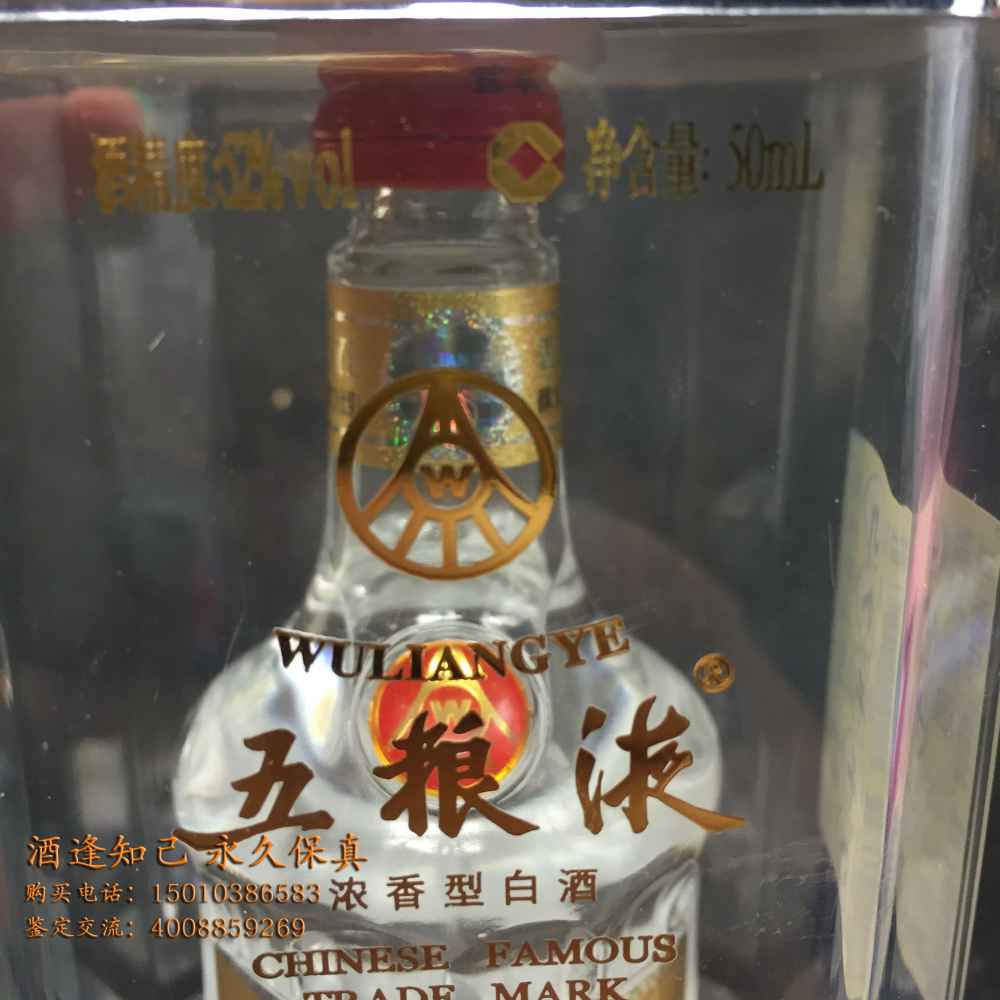 酒精度:52%vol
净含量: 50mL
W
WULIANGYE
W
五粮液
浓香型白酒
CHINESE FAMOUS
TRADE MARK
酒逢知己 永久保真
购买电话：15010386583
鉴定交流：4008859269